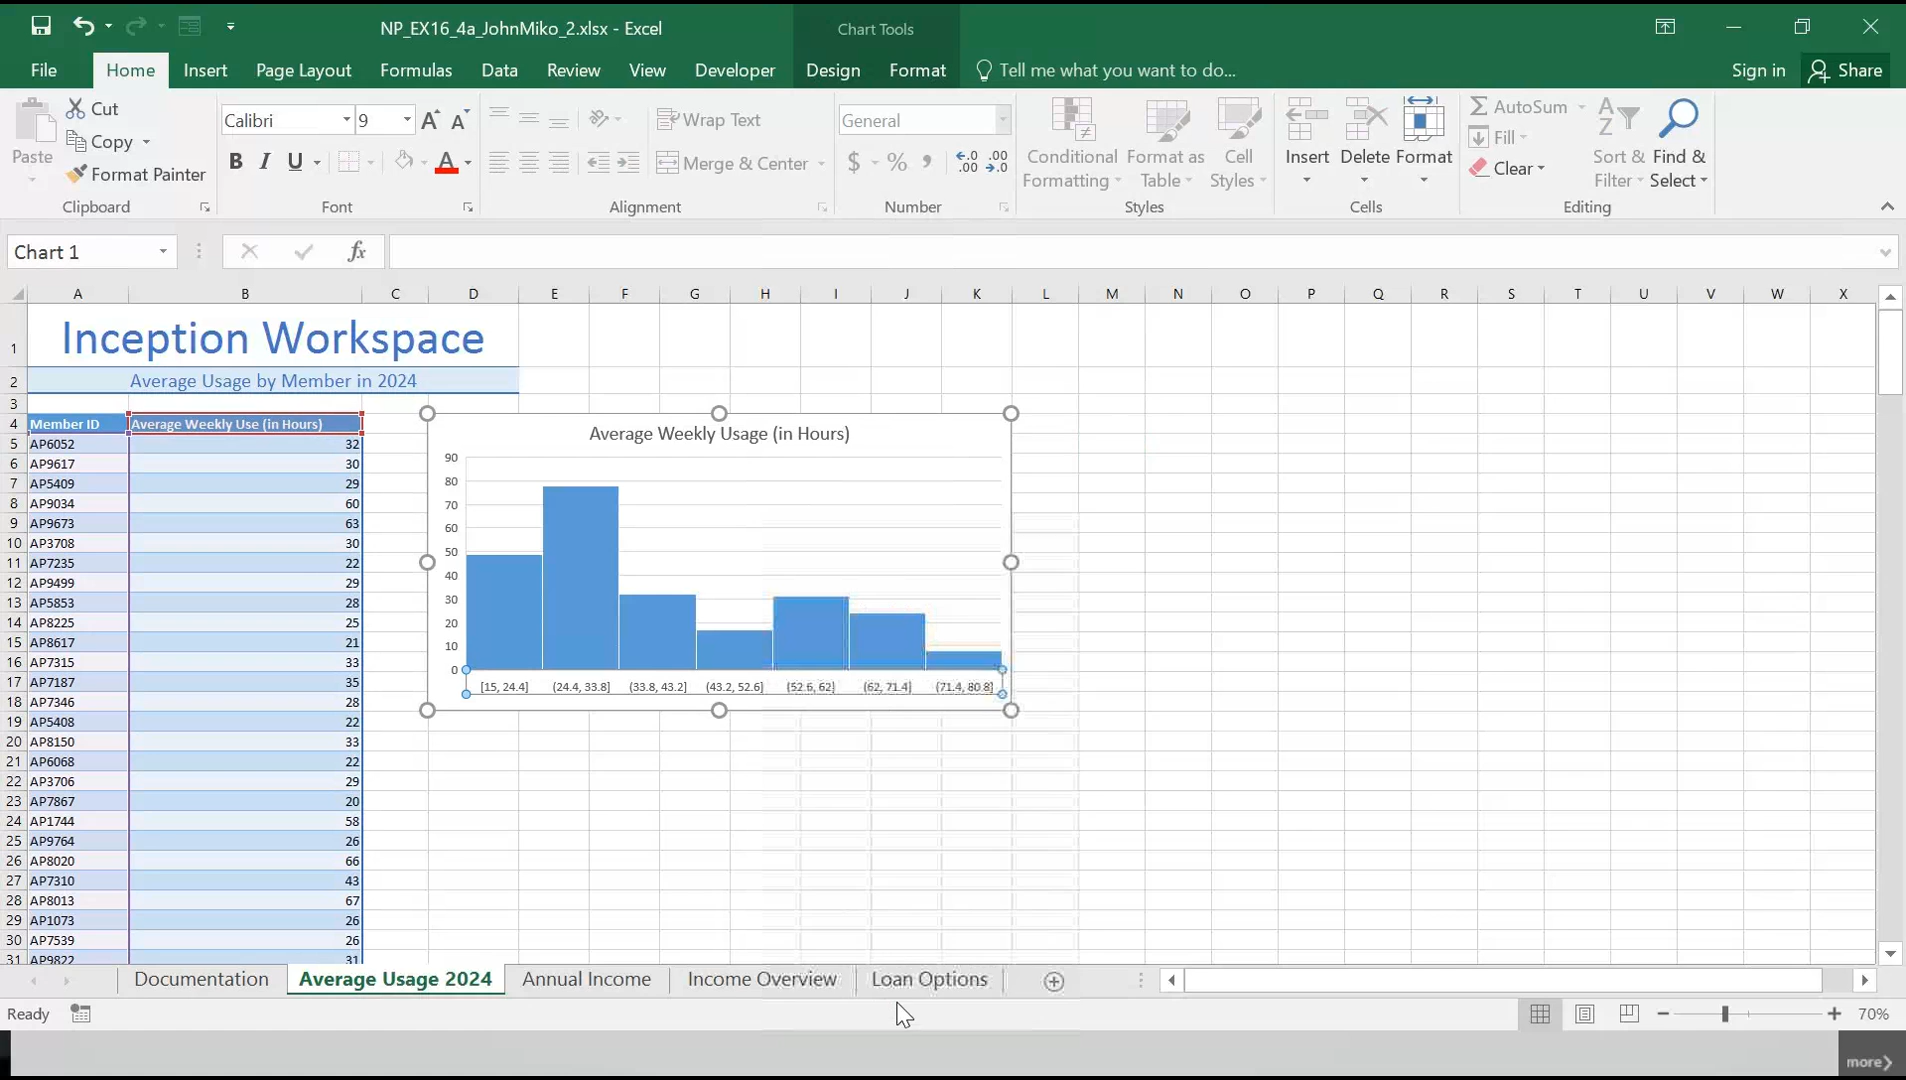 NP_EX16_4a_JohnMiko_2.xlsx - Excel
Chart Tools
File Home Insert Page Layout Formulas Data Review View Developer Design Format Tell me what you want to do... Sign in Share
Cut
Copy
Format Painter
Paste
Clipboard
Calibri 9
B I U
Font
Wrap Text
Merge & Center
Alignment
General
$ % ,
Number
Conditional Formatting
Format as Table
Cell Styles
Styles
Insert Delete Format
Cells
AutoSum
Fill
Clear
Sort & Filter
Find & Select
Editing
Chart 1
fx
A B C D E F G H I J K L M N O P Q R S T U V W X
1 Inception Workspace
2 Average Usage by Member in 2024
3
4 Member ID Average Weekly Use (in Hours)
5 AP6052 32
6 AP9617 30
7 AP5409 29
8 AP9034 60
9 AP9673 63
10 AP3708 30
11 AP7235 22
12 AP9499 29
13 AP5853 28
14 AP8225 25
15 AP8617 21
16 AP7315 33
17 AP7187 35
18 AP7346 28
19 AP5408 22
20 AP8150 33
21 AP6068 22
22 AP3706 29
23 AP7867 20
24 AP1744 58
25 AP9764 26
26 AP8020 66
27 AP7310 43
28 AP8013 67
29 AP1073 26
30 AP7539 26
31 AP9822 31
Average Weekly Usage (in Hours)
90
80
70
60
50
40
30
20
10
0
[15, 24.4] (24.4, 33.8] (33.8, 43.2] (43.2, 52.6] (52.6, 62] (62, 71.4] (71.4, 80.8]
Documentation Average Usage 2024 Annual Income Income Overview Loan Options
Ready
70%
more